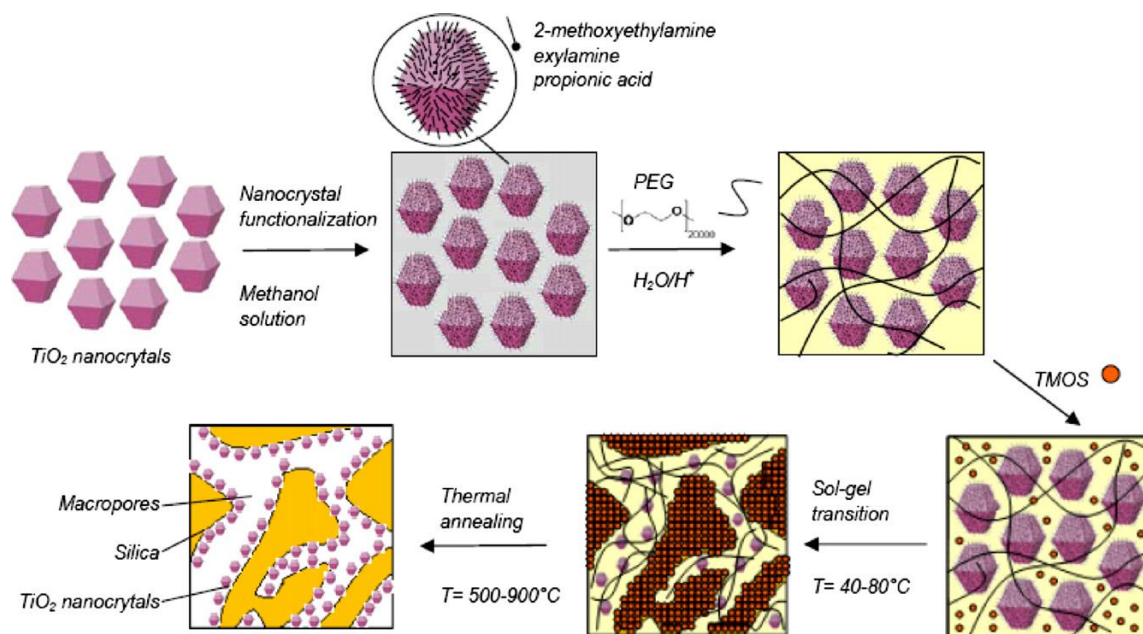 2-methoxyethylamine
exylamine
propionic acid
Nanocrystal
functionalization
Methanol
solution
TiO₂ nanocrytals
PEG
O
O
20000
H₂O/H⁺
TMOS
Sol-gel
transition
T= 40-80°C
Thermal
annealing
T= 500-900°C
Macropores
Silica
TiO₂ nanocrytals